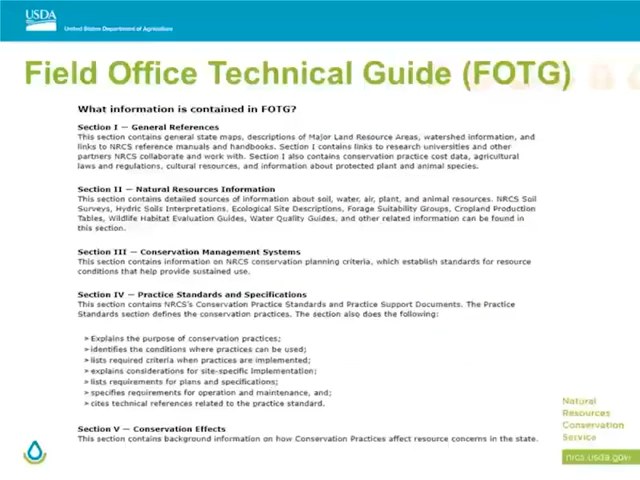 USDA
United States Department of Agriculture
Field Office Technical Guide (FOTG)
What information is contained in FOTG?
Section I — General References
This section contains general state maps, descriptions of Major Land Resource Areas, watershed information, and
links to NRCS reference manuals and handbooks. Section I contains links to research universities and other
partners NRCS collaborate and work with. Section I also contains conservation practice cost data, agricultural
laws and regulations, cultural resources, and information about protected plant and animal species.
Section II — Natural Resources Information
This section contains detailed sources of information about soil, water, air, plant, and animal resources. NRCS Soil
Surveys, Hydric Soils Interpretations, Ecological Site Descriptions, Forage Suitability Groups, Cropland Production
Tables, Wildlife Habitat Evaluation Guides, Water Quality Guides, and other related information can be found in
this section.
Section III — Conservation Management Systems
This section contains information on NRCS conservation planning criteria, which establish standards for resource
conditions that help provide sustained use.
Section IV — Practice Standards and Specifications
This section contains NRCS's Conservation Practice Standards and Practice Support Documents. The Practice
Standards section defines the conservation practices. The section also does the following:
➢Explains the purpose of conservation practices;
➢identifies the conditions where practices can be used;
➢lists required criteria when practices are implemented;
➢explains considerations for site-specific implementation;
➢lists requirements for plans and specifications;
➢specifies requirements for operation and maintenance, and;
➢cites technical references related to the practice standard.
Section V — Conservation Effects
This section contains background information on how Conservation Practices affect resource concerns in the state.
Natural
Resources
Conservation
Service
nrcs.usda.gov/